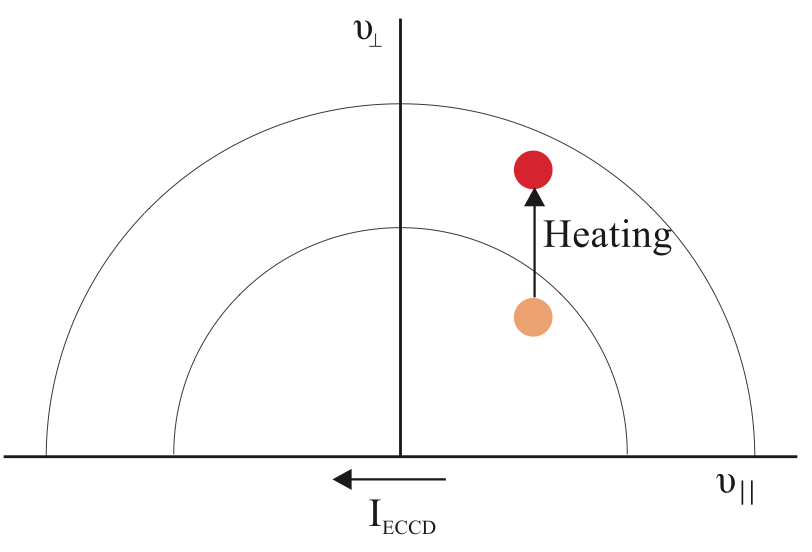 υ⊥
Heating
υ||
I_ECCD